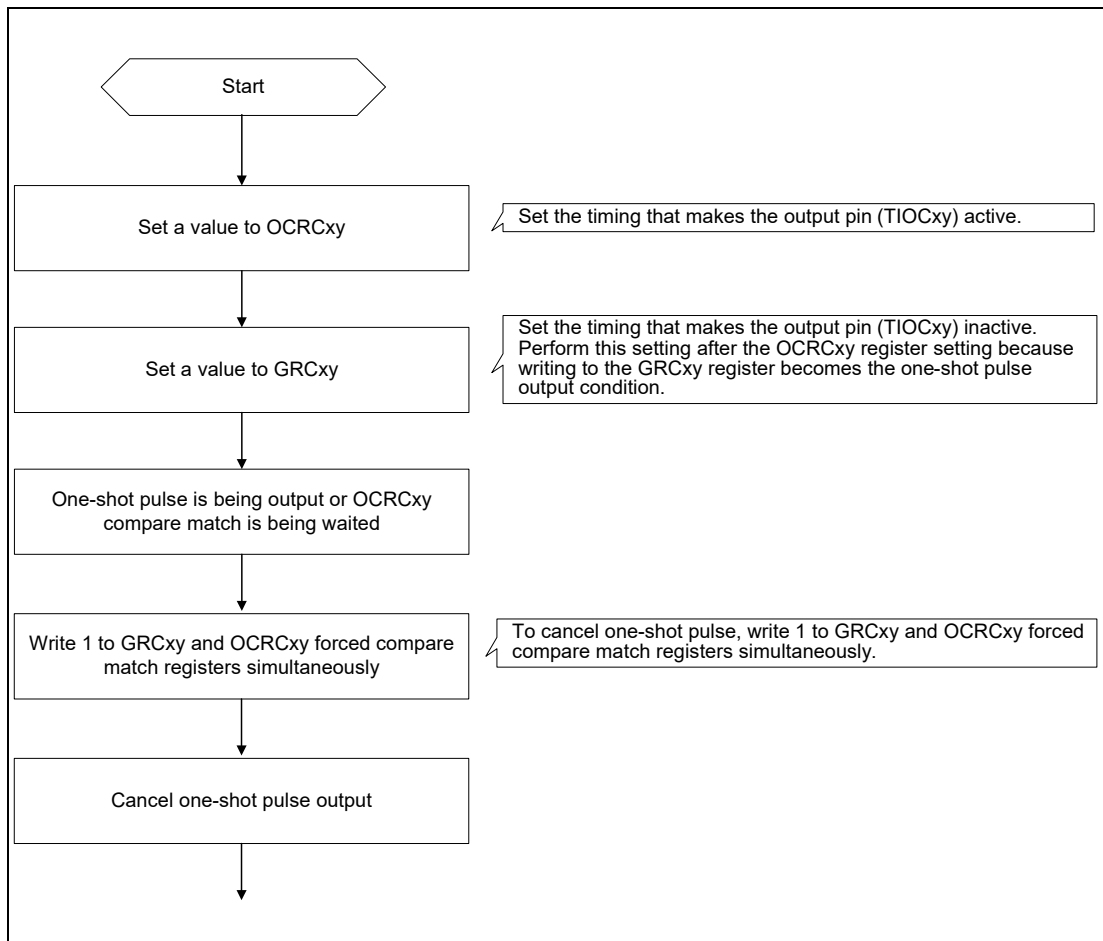 Start
Set a value to OCRCxy
Set the timing that makes the output pin (TIOCxy) active.
Set a value to GRCxy
Set the timing that makes the output pin (TIOCxy) inactive.
Perform this setting after the OCRCxy register setting because
writing to the GRCxy register becomes the one-shot pulse
output condition.
One-shot pulse is being output or OCRCxy
compare match is being waited
Write 1 to GRCxy and OCRCxy forced compare
match registers simultaneously
To cancel one-shot pulse, write 1 to GRCxy and OCRCxy forced
compare match registers simultaneously.
Cancel one-shot pulse output